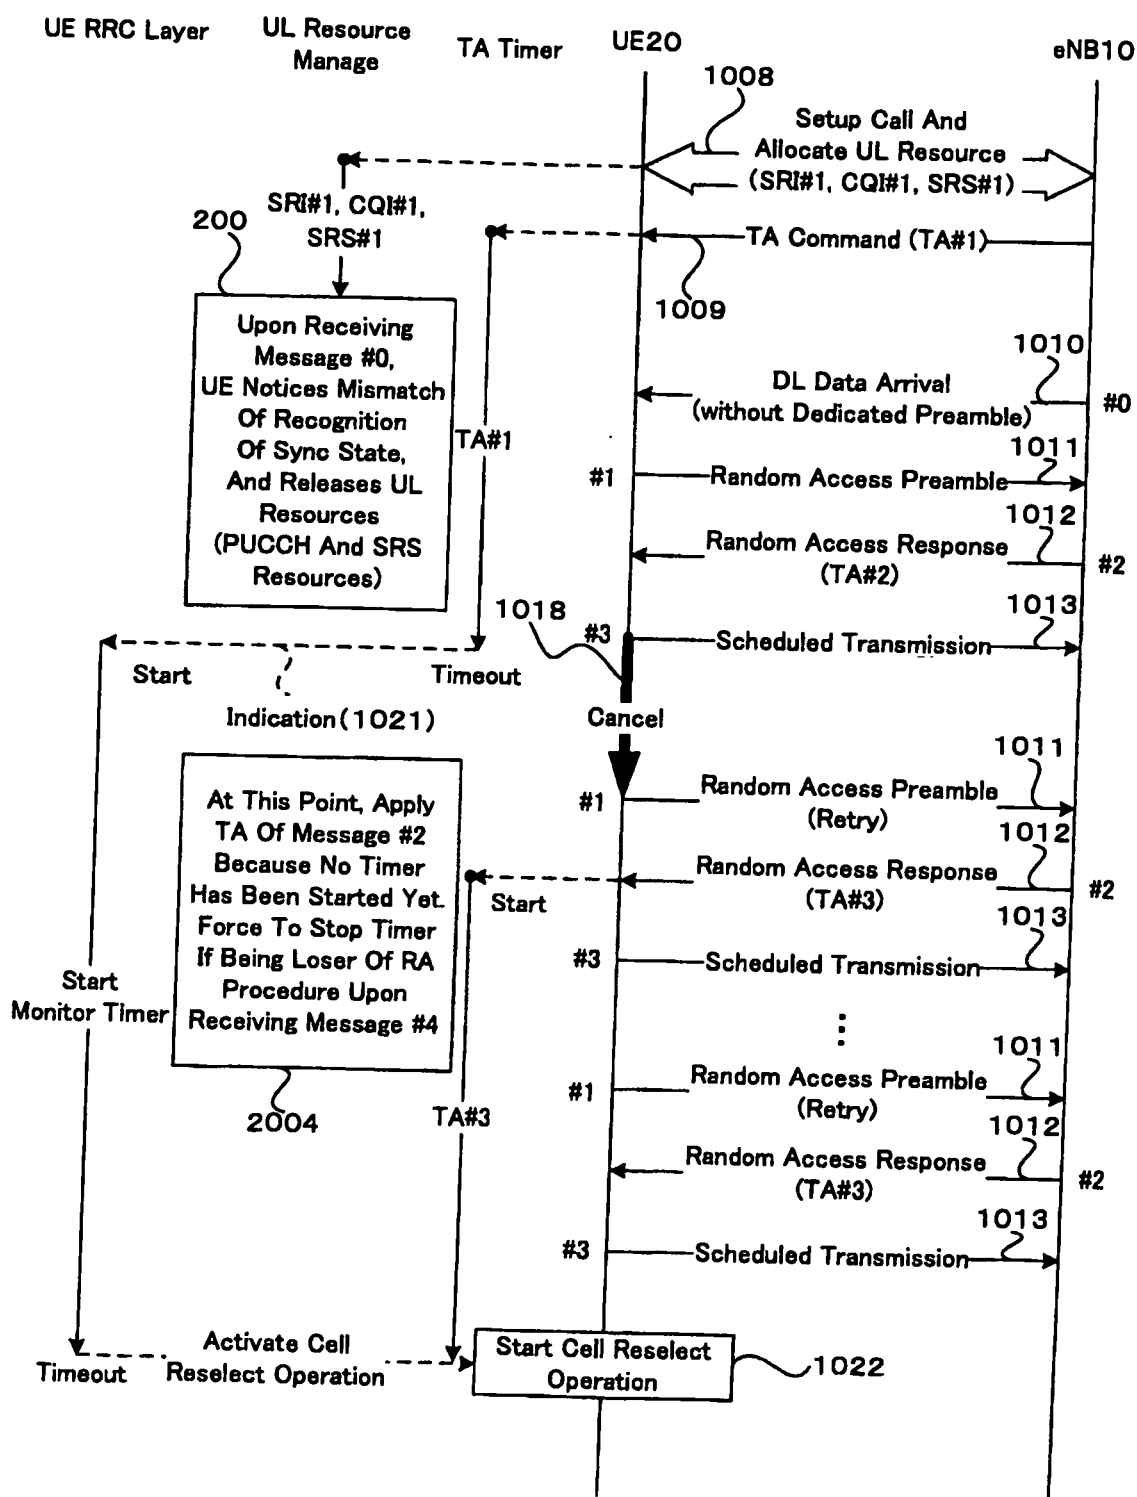 UE RRC Layer
UL Resource
Manage
TA Timer
UE20
eNB10
1008
Setup Call And
Allocate UL Resource
(SRI#1, CQI#1, SRS#1)
SRI#1, CQI#1,
SRS#1
200
TA Command (TA#1)
1009
Upon Receiving
Message #0,
UE Notices Mismatch
Of Recognition
Of Sync State,
And Releases UL
Resources
(PUCCH And SRS
Resources)
TA#1
1010
DL Data Arrival
(without Dedicated Preamble)
#0
1011
#1
Random Access Preamble
1012
Random Access Response
(TA#2)
#2
1018
1013
#3
Scheduled Transmission
Start
Timeout
Indication(1021)
Cancel
1011
#1
Random Access Preamble
(Retry)
At This Point, Apply
TA Of Message #2
Because No Timer
Has Been Started Yet.
Force To Stop Timer
If Being Loser Of RA
Procedure Upon
Receiving Message #4
2004
1012
Start
Random Access Response
(TA#3)
#2
1013
#3
Scheduled Transmission
Start
Monitor Timer
1011
#1
Random Access Preamble
(Retry)
TA#3
1012
Random Access Response
(TA#3)
#2
1013
#3
Scheduled Transmission
Timeout
Activate Cell
Reselect Operation
Start Cell Reselect
Operation
1022